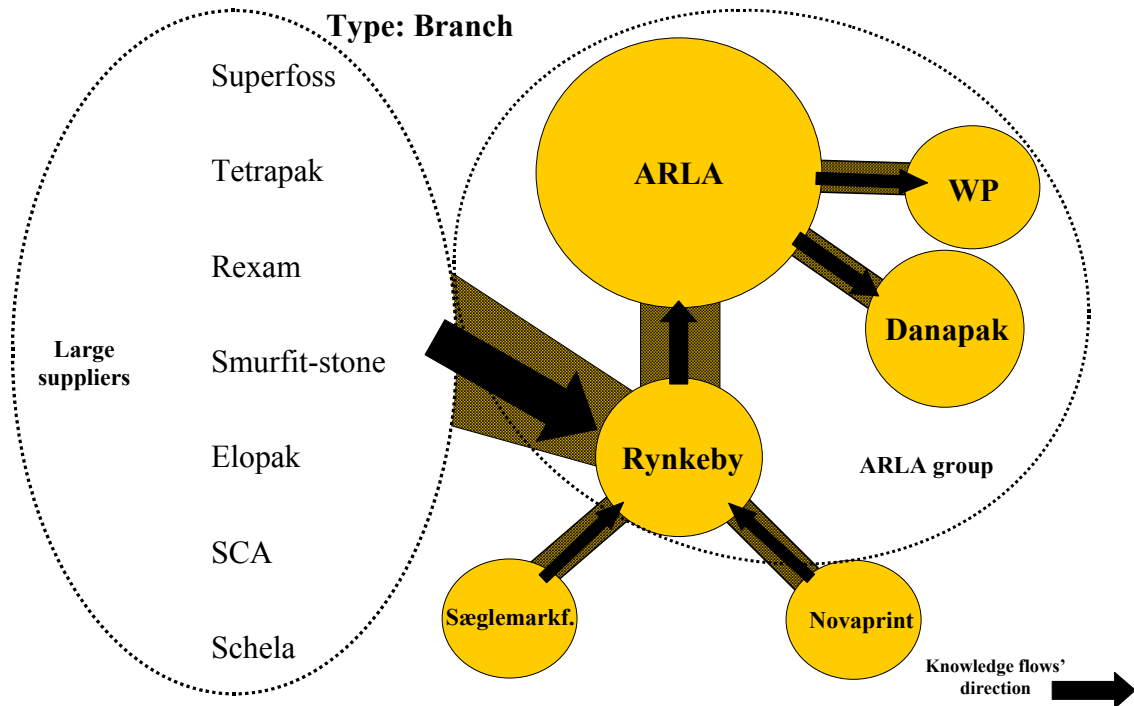 Type: Branch
Superfoss
Tetrapak
Rexam
Smurfit-stone
Elopak
SCA
Schela
Large
suppliers
ARLA
WP
Danapak
Rynkeby
ARLA group
Sæglemarkf.
Novaprint
Knowledge flows’
direction